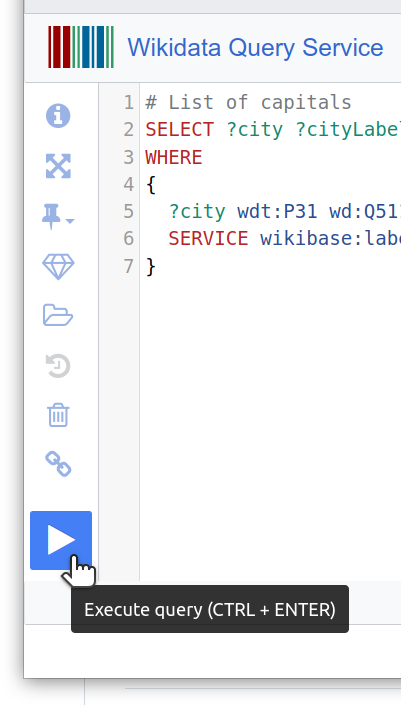 Wikidata Query Service
1 # List of capitals
2 SELECT ?city ?cityLabel
3 WHERE
4 {
5 ?city wdt:P31 wd:Q51
6 SERVICE wikibase:labe
7 }
Execute query (CTRL + ENTER)